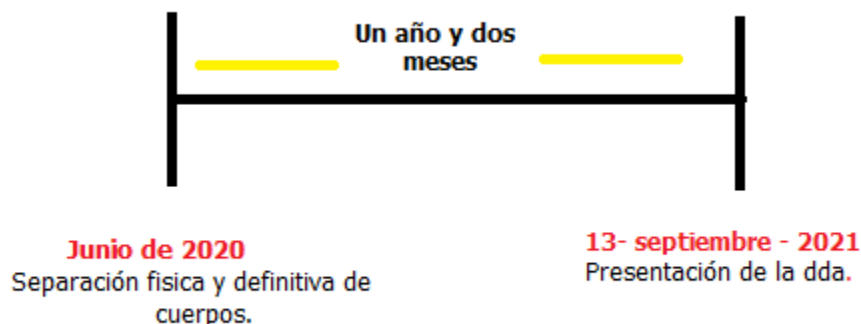 Un año y dos
meses
Junio de 2020
Separación fisica y definitiva de
cuerpos.
13- septiembre - 2021
Presentación de la dda.